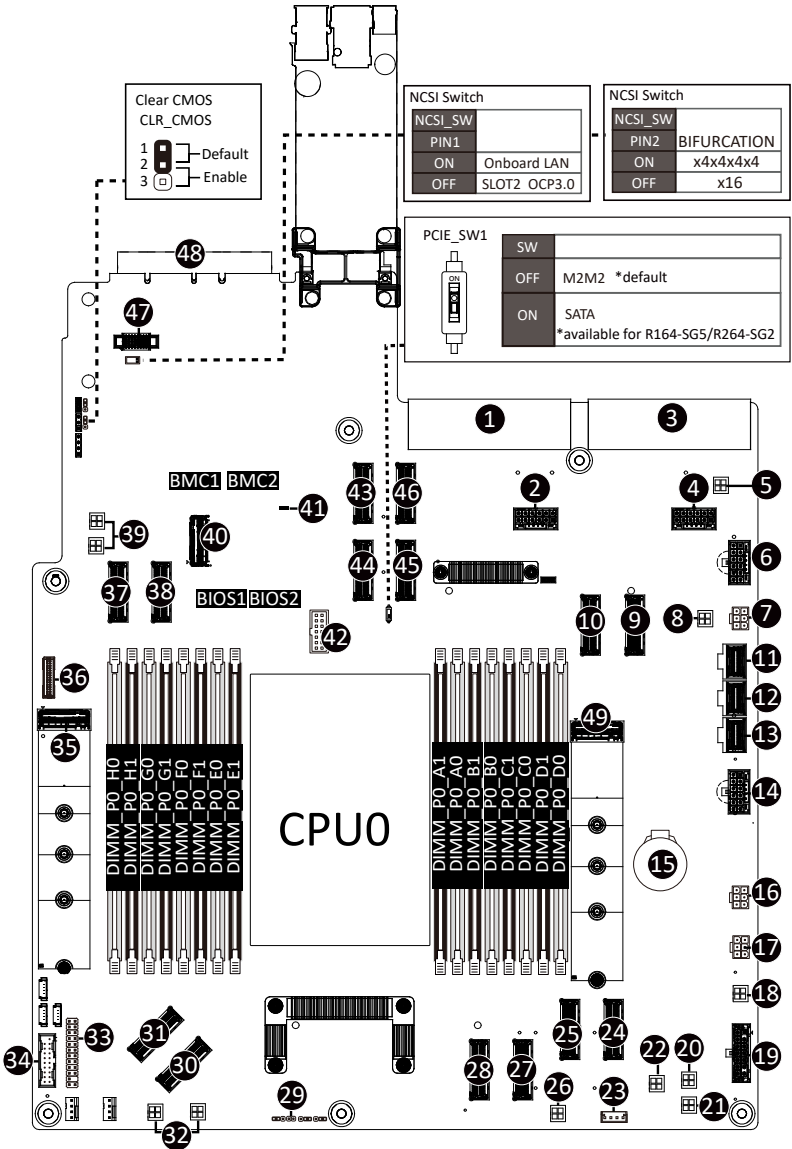 Clear CMOS
CLR_CMOS
1
2
3
Default
Enable
NCSI Switch
NCSI_SW
PIN1
ON Onboard LAN
OFF SLOT2 OCP3.0
NCSI Switch
NCSI_SW
PIN2 BIFURCATION
ON x4x4x4x4
OFF x16
PCIE_SW1
ON
SW
OFF M2M2 *default
ON SATA
*available for R164-SG5/R264-SG2
48
47
1
3
BMC1 BMC2
43
46
2
4
5
39
40
41
6
37
38
44
45
BIOS1 BIOS2
42
10
9
8
7
36
11
12
35
49
13
14
DIMM_P0_H0
DIMM_P0_H1
DIMM_P0_G0
DIMM_P0_G1
DIMM_P0_F0
DIMM_P0_F1
DIMM_P0_E0
DIMM_P0_E1
CPU0
DIMM_P0_A1
DIMM_P0_A0
DIMM_P0_B1
DIMM_P0_B0
DIMM_P0_C1
DIMM_P0_C0
DIMM_P0_D1
DIMM_P0_D0
15
16
17
18
33
31
25
24
34
30
28
27
22
20
19
29
26
23
21
32